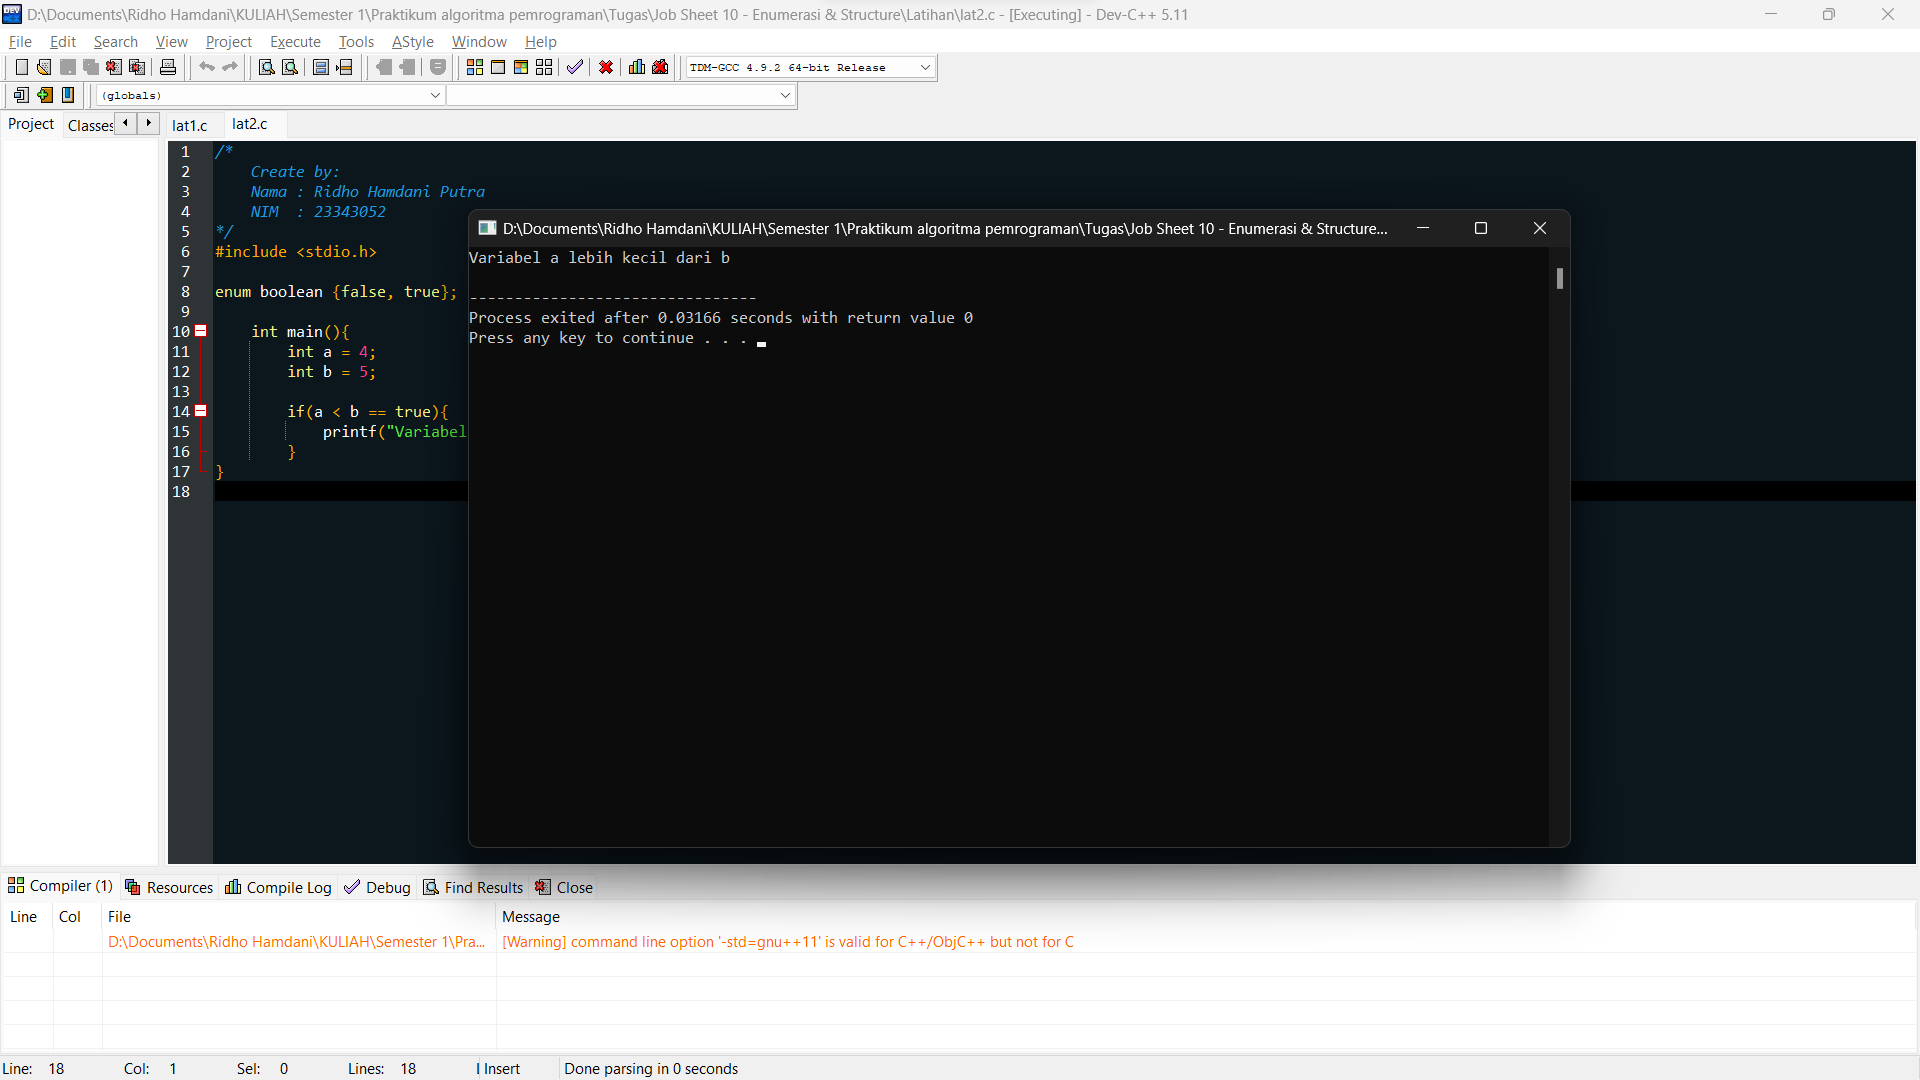 D:\Documents\Ridho Hamdani\KULIAH\Semester 1\Praktikum algoritma pemrograman\Tugas\Job Sheet 10 - Enumerasi & Structure\Latihan\lat2.c - [Executing] - Dev-C++ 5.11
File Edit Search View Project Execute Tools AStyle Window Help
TDM-GCC 4.9.2 64-bit Release
(globals)
Project Classes lat1.c lat2.c
1 /*
2 Create by:
3 Nama : Ridho Hamdani Putra
4 NIM : 23343052
5 */
6 #include <stdio.h>
7
8 enum boolean {false, true};
9
10 int main(){
11 int a = 4;
12 int b = 5;
13
14 if(a < b == true){
15 printf("Variabel
16 }
17 }
18
D:\Documents\Ridho Hamdani\KULIAH\Semester 1\Praktikum algoritma pemrograman\Tugas\Job Sheet 10 - Enumerasi & Structure...
Variabel a lebih kecil dari b
--------------------------------
Process exited after 0.03166 seconds with return value 0
Press any key to continue . . .
Compiler (1) Resources Compile Log Debug Find Results Close
Line Col File Message
D:\Documents\Ridho Hamdani\KULIAH\Semester 1\Pra... [Warning] command line option '-std=gnu++11' is valid for C++/ObjC++ but not for C
Line: 18 Col: 1 Sel: 0 Lines: 18 Insert Done parsing in 0 seconds